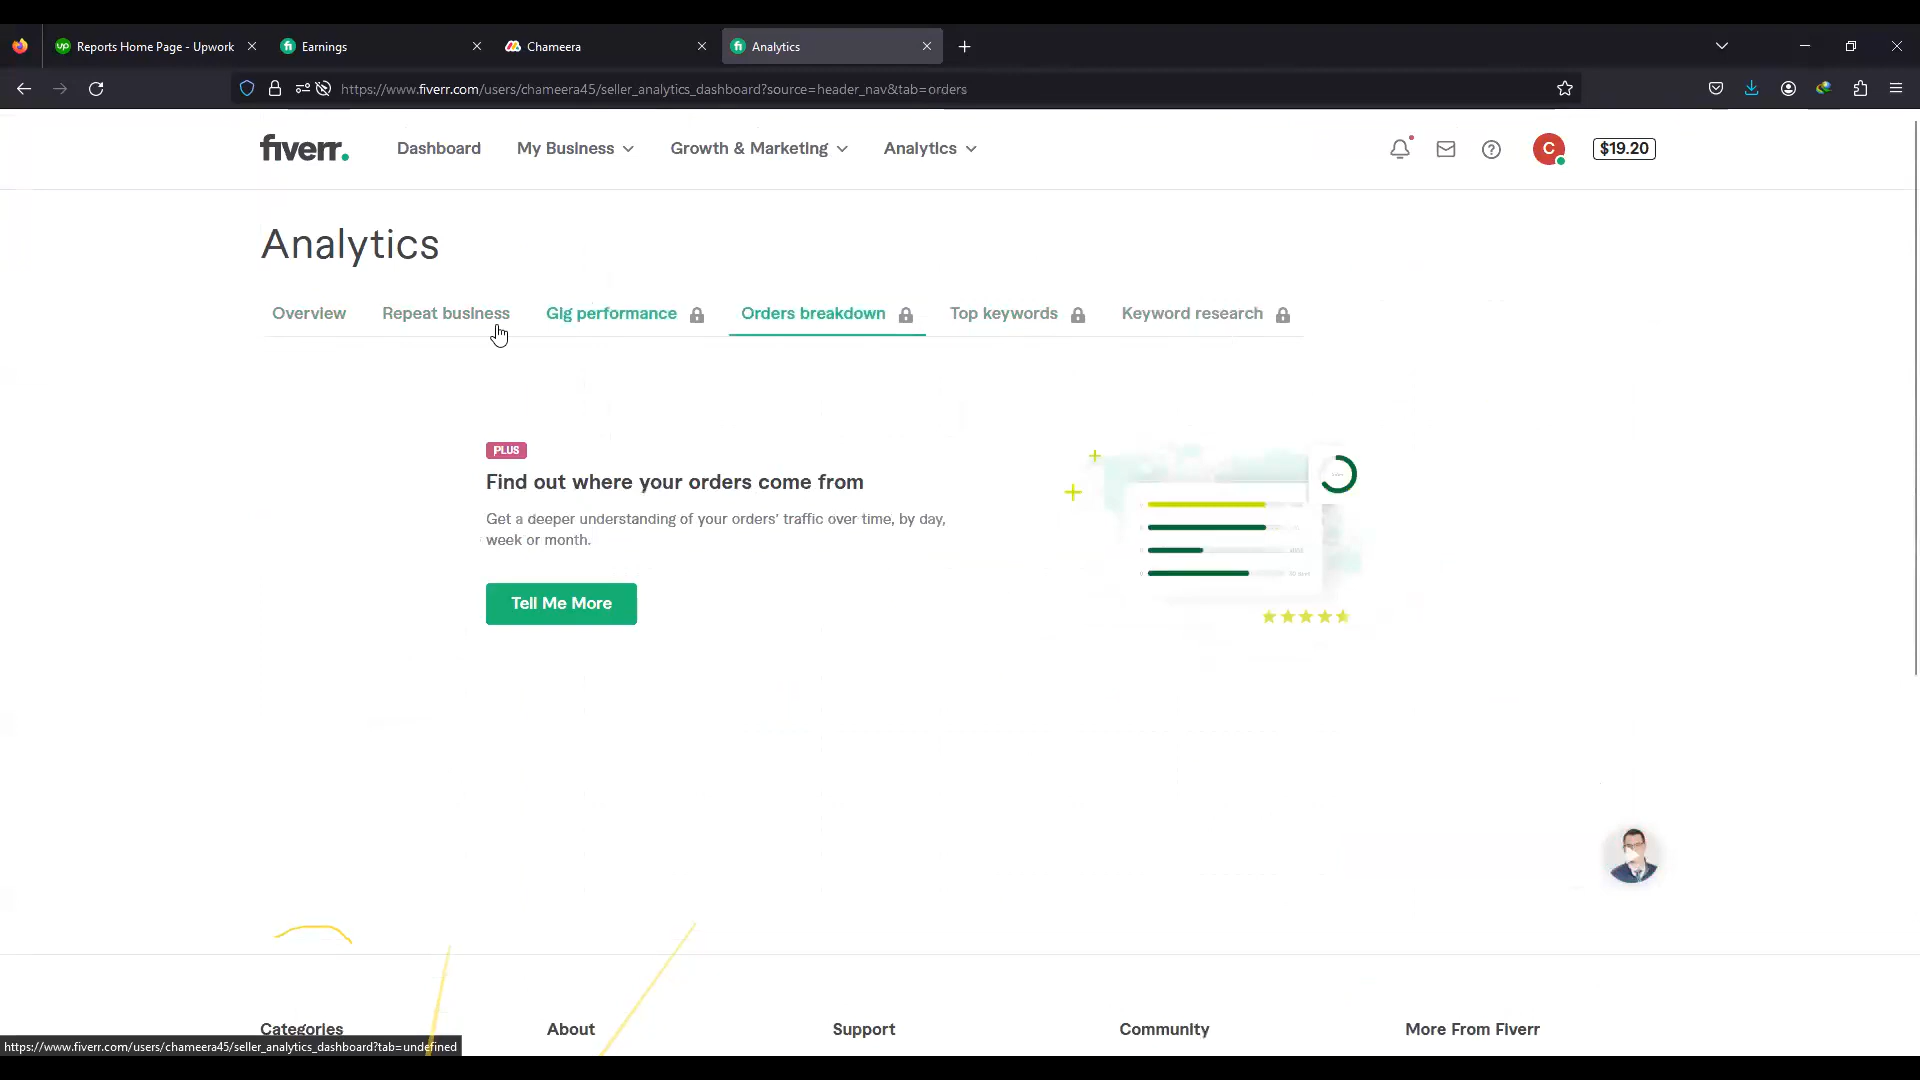 Reports Home Page - Upwork
Earnings
Chameera
Analytics
https://www.fiverr.com/users/chameera45/seller_analytics_dashboard?source=header_nav&tab=orders
fiverr.
Dashboard
My Business
Growth & Marketing
Analytics
C
$19.20
Analytics
Overview
Repeat business
Gig performance
Orders breakdown
Top keywords
Keyword research
PLUS
Find out where your orders come from
Get a deeper understanding of your orders' traffic over time, by day,
week or month.
Tell Me More
Categories
About
Support
Community
More From Fiverr
https://www.fiverr.com/users/chameera45/seller_analytics_dashboard?tab=undefined